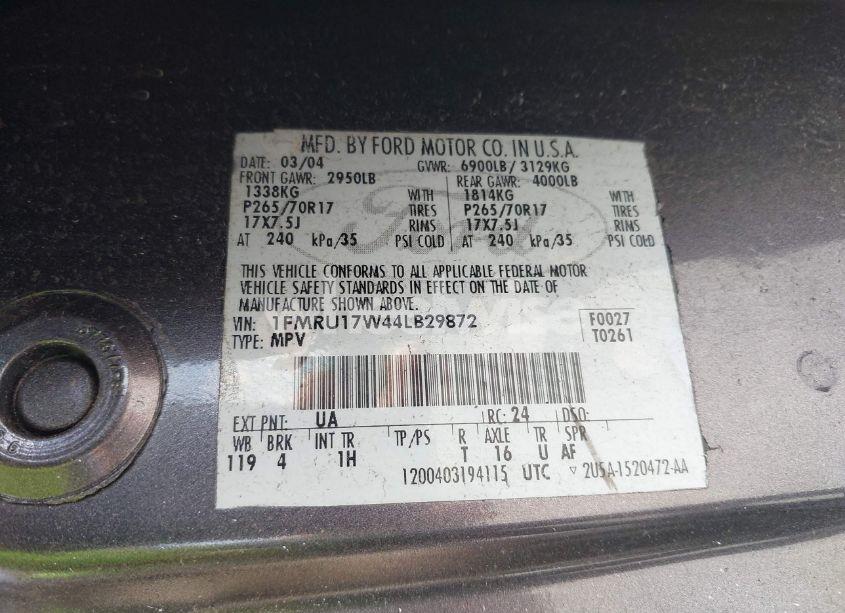 MFD. BY FORD MOTOR CO. IN U.S.A.
DATE: 03/04 GVWR: 6900LB / 3129KG
FRONT GAWR: 2950LB REAR GAWR: 4000LB
1338KG WITH 1814KG WITH
P265/70R17 TIRES P265/70R17 TIRES
17X7.5J RIMS 17X7.5J RIMS
AT 240 kPa/35 PSI COLD AT 240 kPa/35 PSI COLD
THIS VEHICLE CONFORMS TO ALL APPLICABLE FEDERAL MOTOR
VEHICLE SAFETY STANDARDS IN EFFECT ON THE DATE OF
MANUFACTURE SHOWN ABOVE.
VIN: 1FMRU17W44LB29872 F0027
TYPE: MPV T0261
EXT PNT: UA RC: 24 DSO:
WB BRK INT TR TP/PS R AXLE TR SPR
119 4 1H T 16 U AF
1200403194115 UTC ▽ 2U5A-1520472-AA
Ford